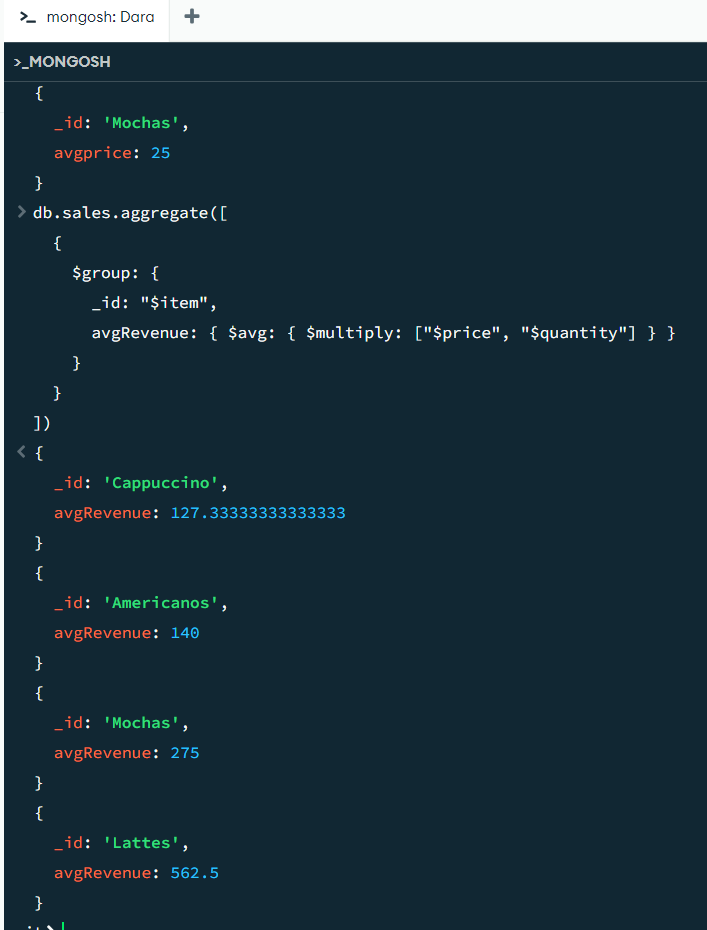 >_ mongosh: Dara +
>_MONGOSH
{
_id: 'Mochas',
avgprice: 25
}
> db.sales.aggregate([
{
$group: {
_id: "$item",
avgRevenue: { $avg: { $multiply: ["$price", "$quantity"] } }
}
}
])
< {
_id: 'Cappuccino',
avgRevenue: 127.33333333333333
}
{
_id: 'Americanos',
avgRevenue: 140
}
{
_id: 'Mochas',
avgRevenue: 275
}
{
_id: 'Lattes',
avgRevenue: 562.5
}